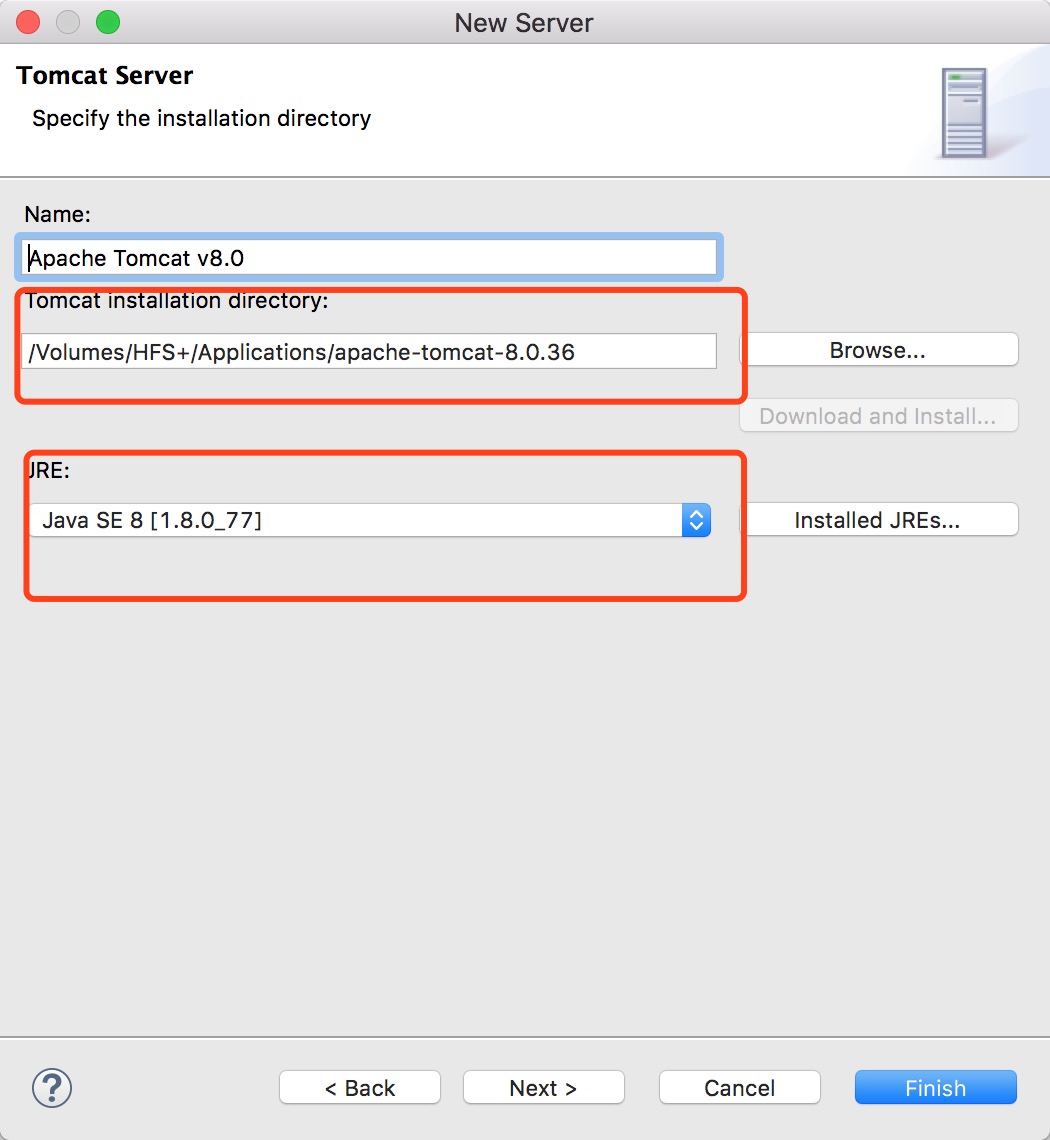 New Server
Tomcat Server
Specify the installation directory
Name:
Apache Tomcat v8.0
Tomcat installation directory:
/Volumes/HFS+/Applications/apache-tomcat-8.0.36
Browse...
Download and Install...
JRE:
Java SE 8 [1.8.0_77]
Installed JREs...
?
< Back
Next >
Cancel
Finish